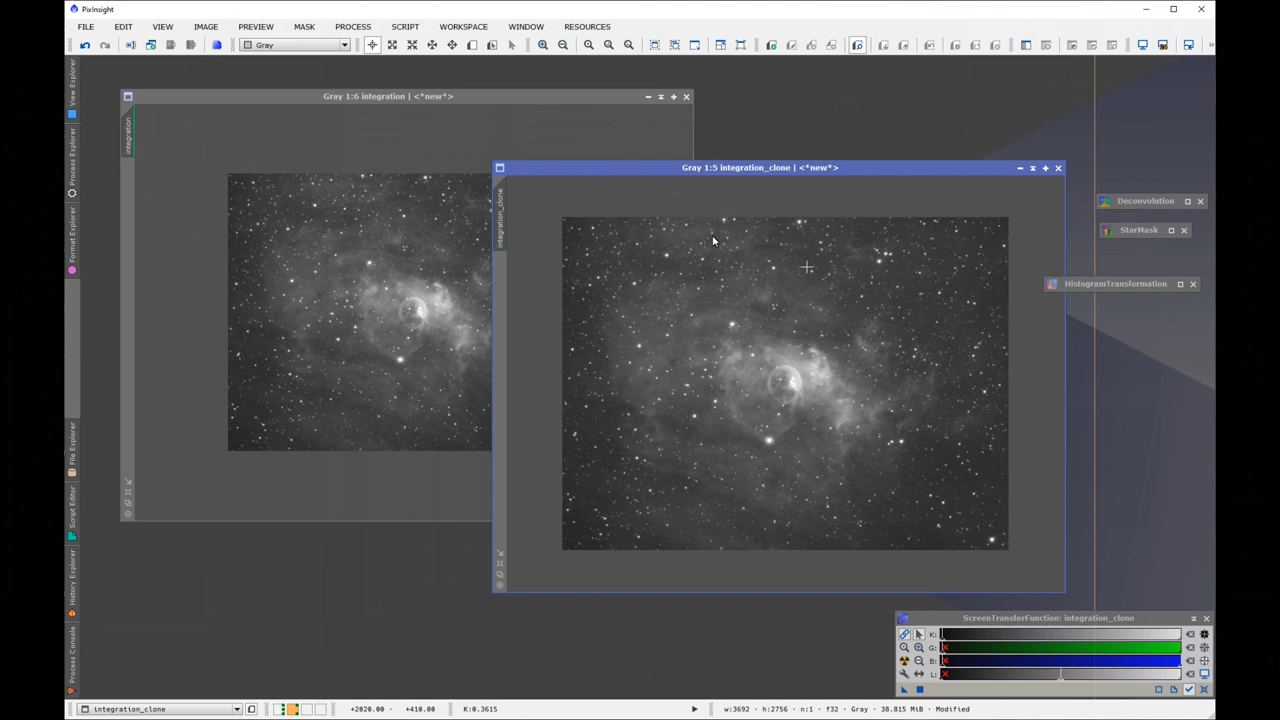 PixInsight
FILE EDIT VIEW IMAGE PREVIEW MASK PROCESS SCRIPT WORKSPACE WINDOW RESOURCES
Gray
View Explorer
Process Explorer
Format Explorer
File Explorer
Script Editor
History Explorer
Process Console
Gray 1:6 integration | <*new*>
integration
Gray 1:5 integration_clone | <*new*>
integration_clone
Deconvolution
StarMask
HistogramTransformation
ScreenTransferFunction: integration_clone
K:
G:
B:
L:
integration_clone +2020.00 +410.00 K:0.3615 w:3692 · h:2756 · n:1 · f32 · Gray · 38.815 MiB · Modified